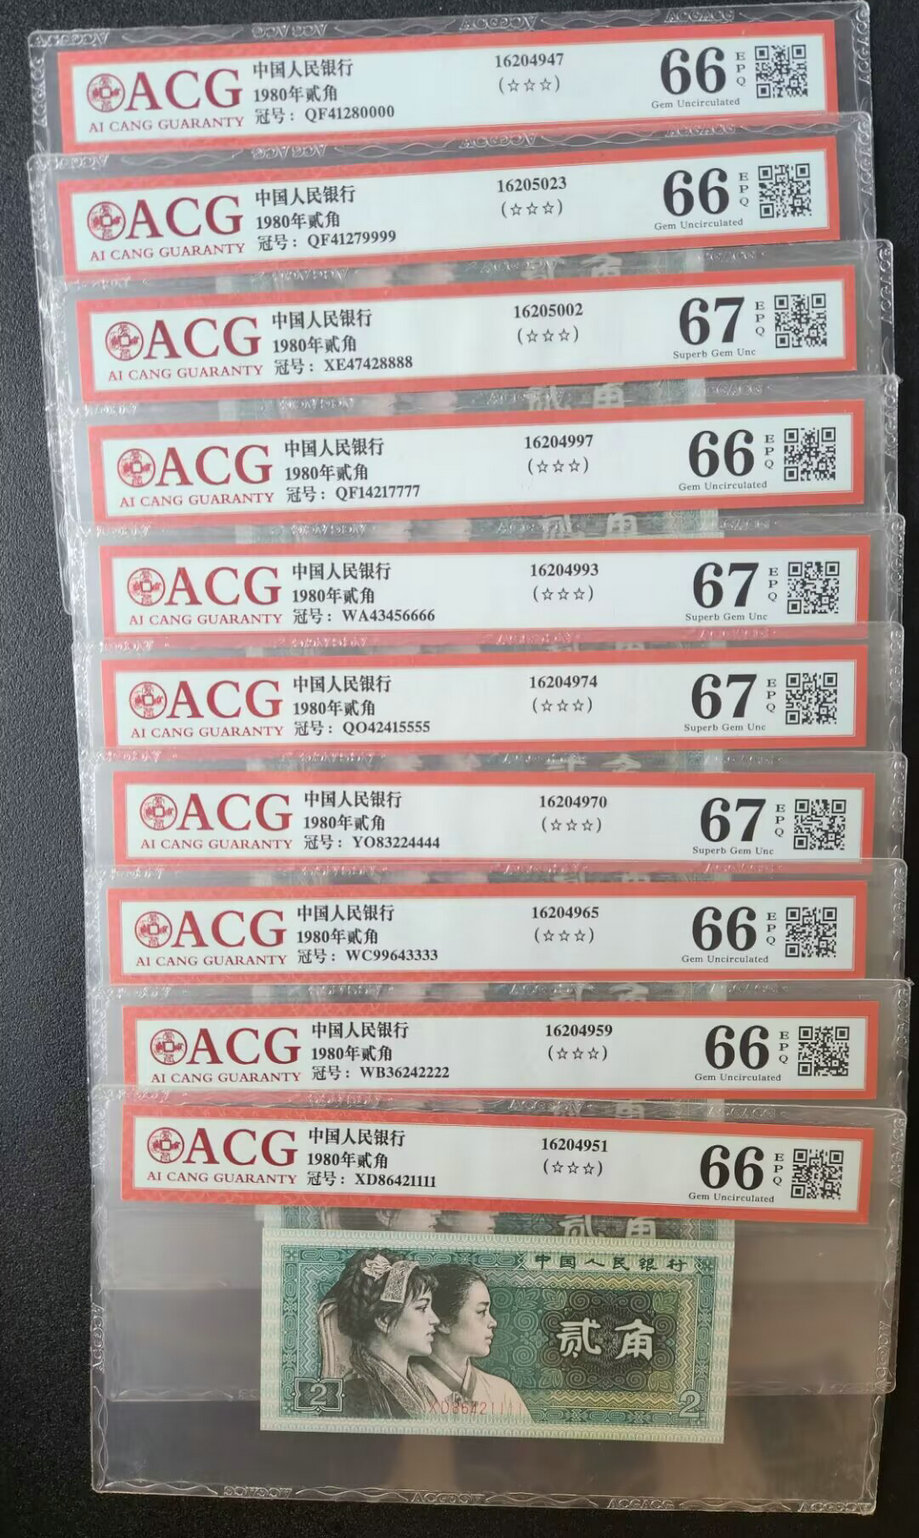 ACG
AI CANG GUARANTY
中国人民银行
1980年贰角
冠号：QF41280000
16204947
(☆☆☆)
66
EPQ
Gem Uncirculated
ACG
AI CANG GUARANTY
中国人民银行
1980年贰角
冠号：QF41279999
16205023
(☆☆☆)
66
EPQ
Gem Uncirculated
ACG
AI CANG GUARANTY
中国人民银行
1980年贰角
冠号：XE47428888
16205002
(☆☆☆)
67
EPQ
Superb Gem Unc
贰角
ACG
AI CANG GUARANTY
中国人民银行
1980年贰角
冠号：QF14217777
16204997
(☆☆☆)
66
EPQ
Gem Uncirculated
ACG
AI CANG GUARANTY
中国人民银行
1980年贰角
冠号：WA43456666
16204993
(☆☆☆)
67
EPQ
Superb Gem Unc
ACG
AI CANG GUARANTY
中国人民银行
1980年贰角
冠号：QO42415555
16204974
(☆☆☆)
67
EPQ
Superb Gem Unc
ACG
AI CANG GUARANTY
中国人民银行
1980年贰角
冠号：YO83224444
16204970
(☆☆☆)
67
EPQ
Superb Gem Unc
ACG
AI CANG GUARANTY
中国人民银行
1980年贰角
冠号：WC99643333
16204965
(☆☆☆)
66
EPQ
Gem Uncirculated
ACG
AI CANG GUARANTY
中国人民银行
1980年贰角
冠号：WB36242222
16204959
(☆☆☆)
66
EPQ
Gem Uncirculated
ACG
AI CANG GUARANTY
中国人民银行
1980年贰角
冠号：XD86421111
16204951
(☆☆☆)
66
EPQ
Gem Uncirculated
贰角
中国人民银行
贰角
2
XD86421111
2